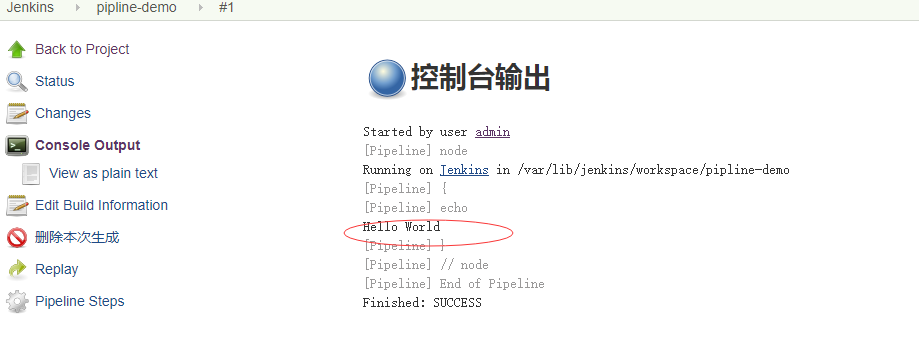 Jenkins pipline-demo #1
Back to Project
Status
Changes
Console Output
View as plain text
Edit Build Information
删除本次生成
Replay
Pipeline Steps
控制台输出
Started by user admin
[Pipeline] node
Running on Jenkins in /var/lib/jenkins/workspace/pipline-demo
[Pipeline] {
[Pipeline] echo
Hello World
[Pipeline] }
[Pipeline] // node
[Pipeline] End of Pipeline
Finished: SUCCESS